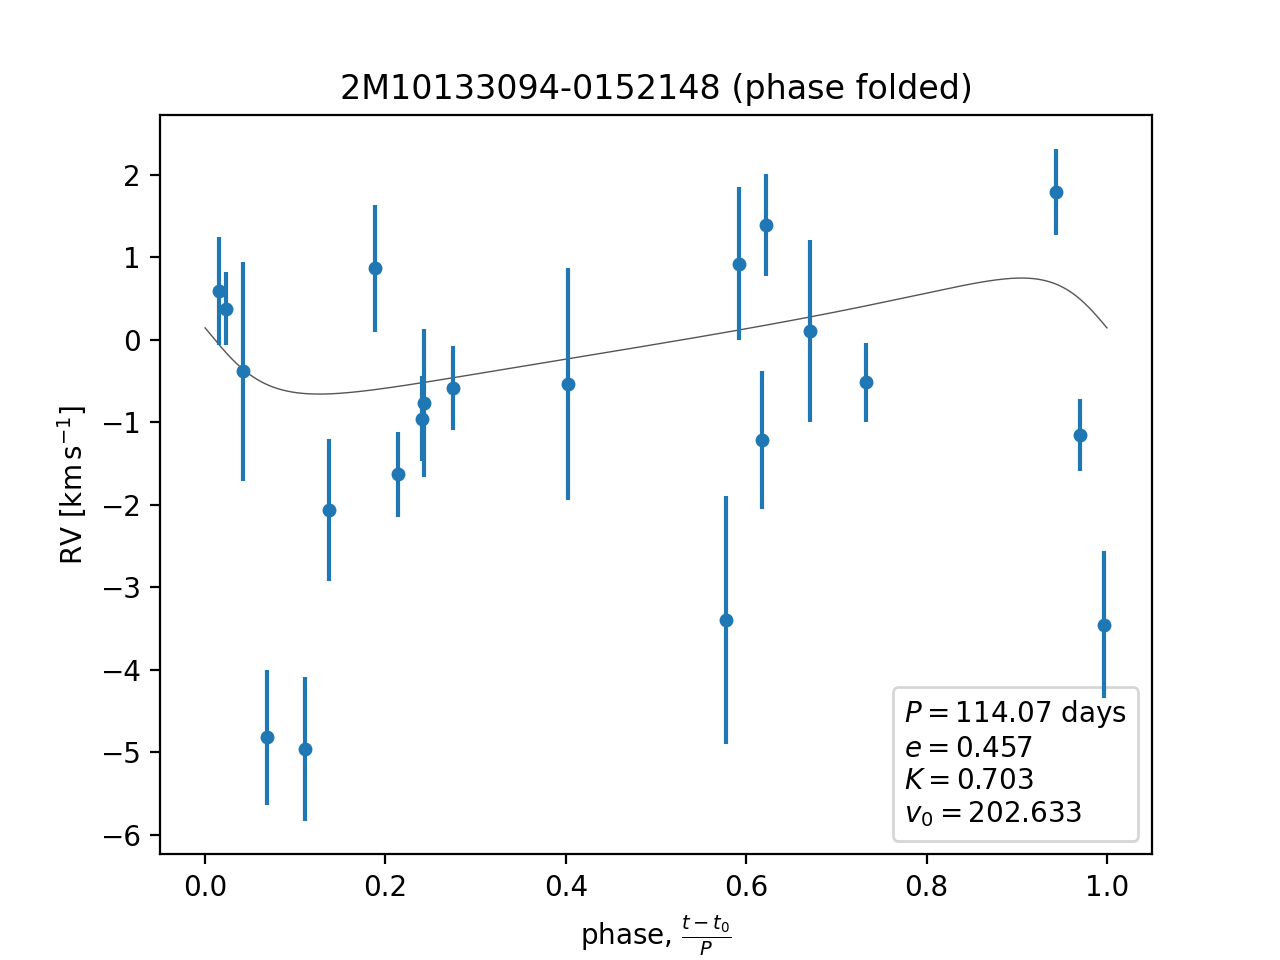 2M10133094-0152148 (phase folded)
RV [km s⁻¹]
2
1
0
−1
−2
−3
−4
−5
−6
P = 114.07 days
e = 0.457
K = 0.703
v₀ = 202.633
0.0 0.2 0.4 0.6 0.8 1.0
phase, (t − t₀)/P